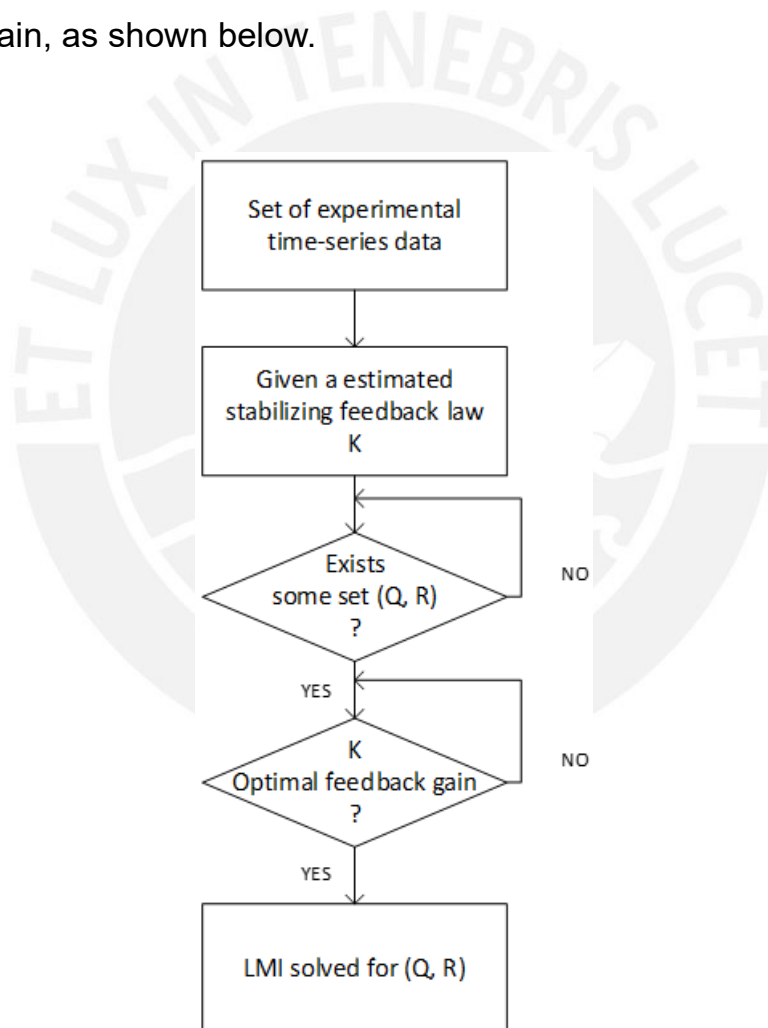 ain, as shown below.
ET LUX IN TENEBRIS LUCET
Set of experimental
time-series data
Given a estimated
stabilizing feedback law
K
Exists
some set (Q, R)
?
NO
YES
K
Optimal feedback gain
?
NO
YES
LMI solved for (Q, R)